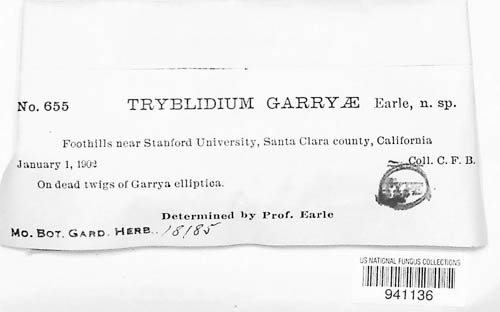 No. 655 TRYBLIDIUM GARRYÆ Earle, n. sp.
Foothills near Stanford University, Santa Clara county, California
January 1, 1902 Coll. C. F. B.
On dead twigs of Garrya elliptica.
Determined by Prof. Earle
MO. BOT. GARD. HERB.. 18185
US NATIONAL FUNGUS COLLECTIONS
941136